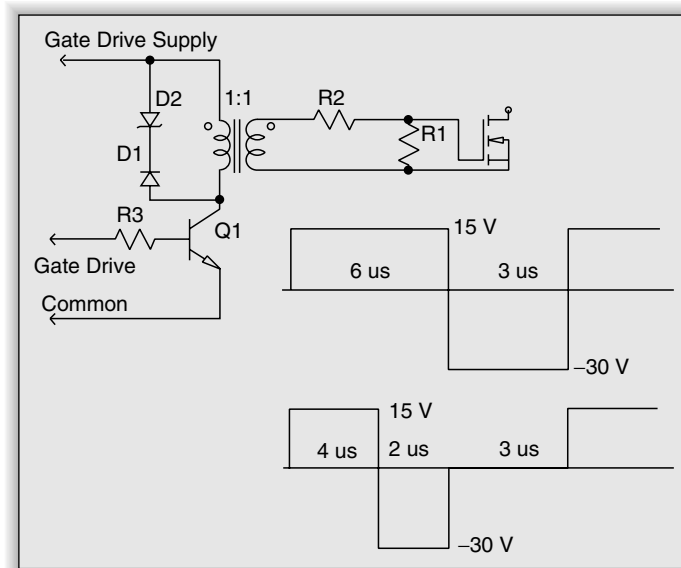 Gate Drive Supply
D2
1:1
R2
D1
R1
R3
Q1
15 V
Gate Drive
6 us
3 us
Common
−30 V
15 V
4 us
2 us
3 us
−30 V